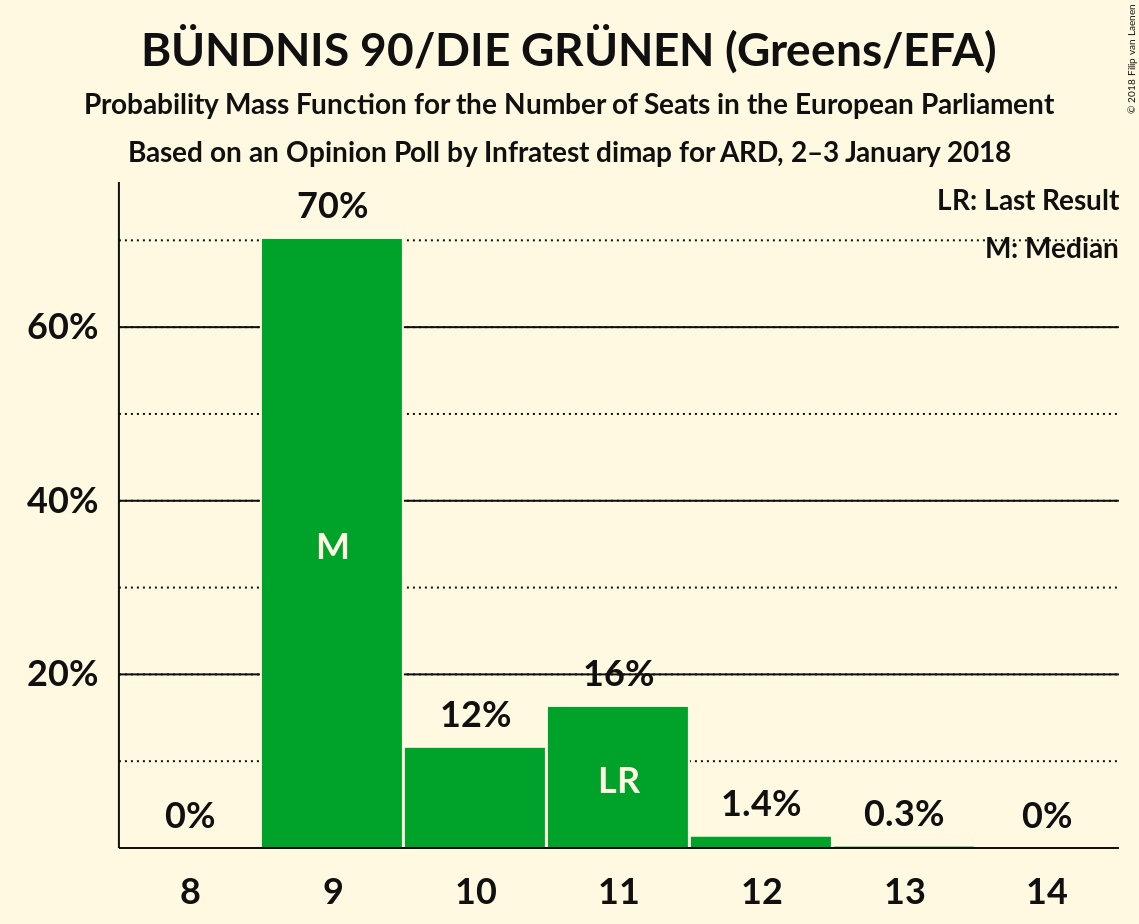 BÜNDNIS 90/DIE GRÜNEN (Greens/EFA)
Probability Mass Function for the Number of Seats in the European Parliament
Based on an Opinion Poll by Infratest dimap for ARD, 2–3 January 2018
© 2018 Filip van Laenen
LR: Last Result
M: Median
70%
60%
M
40%
20%
16%
12%
LR
0%
1.4%
0.3%
0%
8 9 10 11 12 13 14